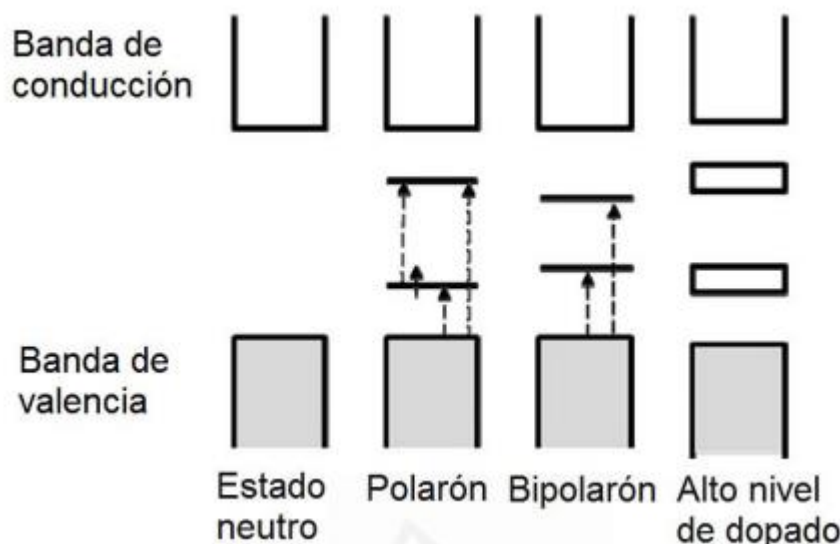 Banda de
conducción
Banda de
valencia
Estado
neutro
Polarón
Bipolarón
Alto nivel
de dopado